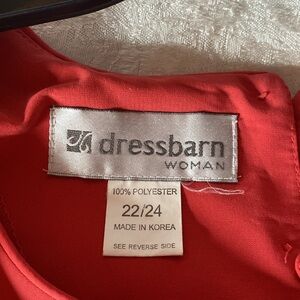 dressbarn
WOMAN
100% POLYESTER
22/24
MADE IN KOREA
SEE REVERSE SIDE